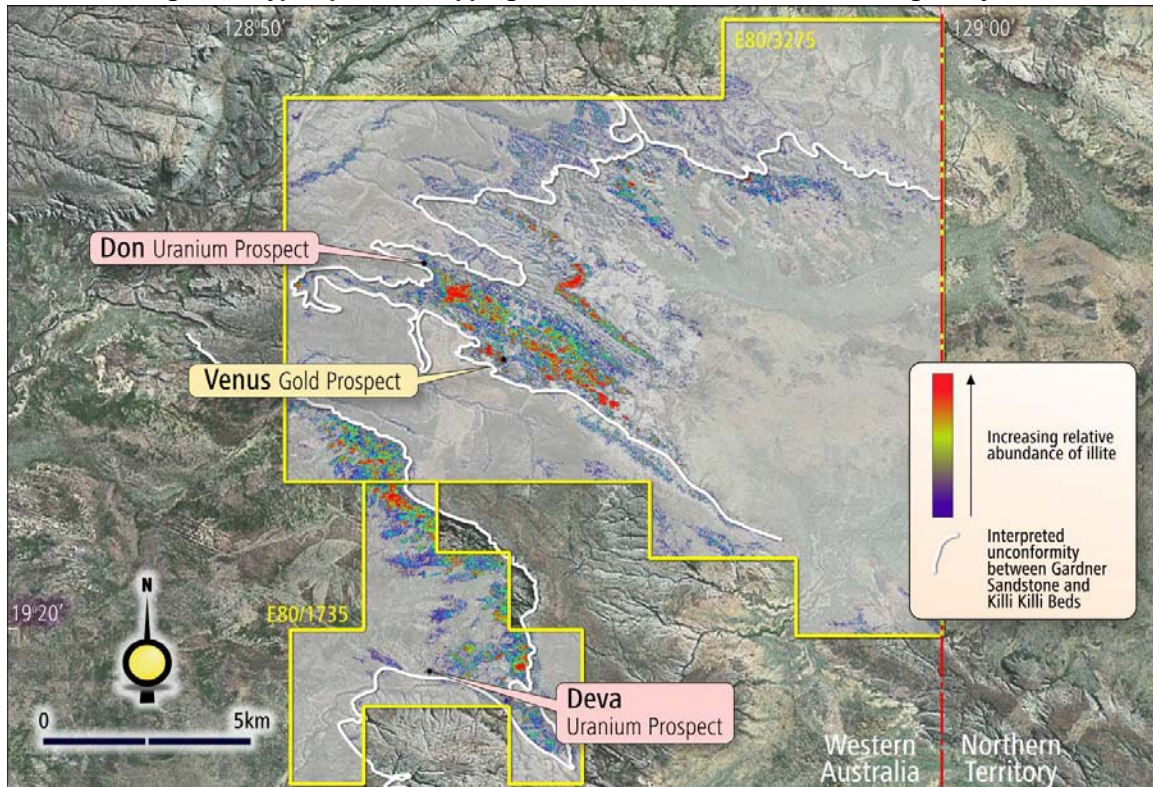 128°50'
E80/3275
129°00'
Don Uranium Prospect
Venus Gold Prospect
Increasing relative
abundance of illite
Interpreted
unconformity
between Gardner
Sandstone and
Killi Killi Beds
19°20'
E80/1735
N
0 5km
Deva
Uranium Prospect
Western
Australia
Northern
Territory